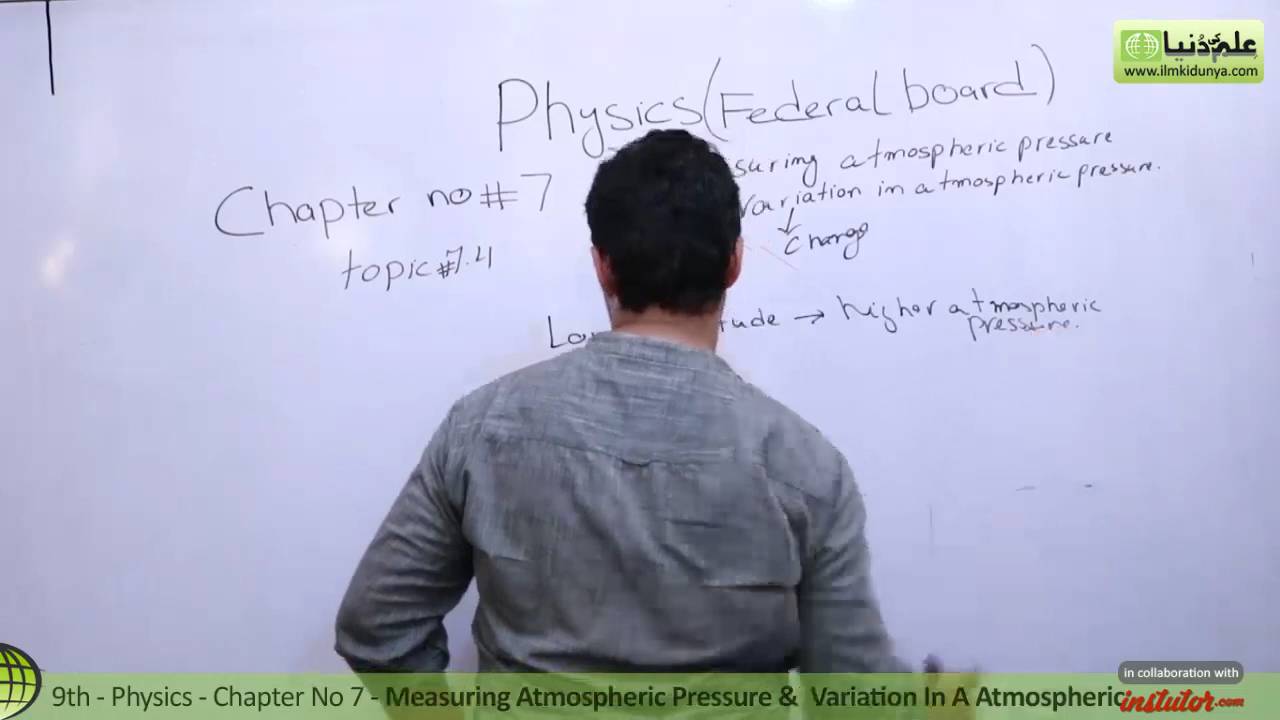 علم کی دنیا
www.ilmkidunya.com
Physics (Federal board)
suring atmospheric pressure
Chapter no # 7
variation in atmospheric pressure.
change
topic #7.4
Lo tude → higher atmospheric
pressure.
in collaboration with
9th - Physics - Chapter No 7 - Measuring Atmospheric Pressure & Variation In A Atmospheric
instutor.com